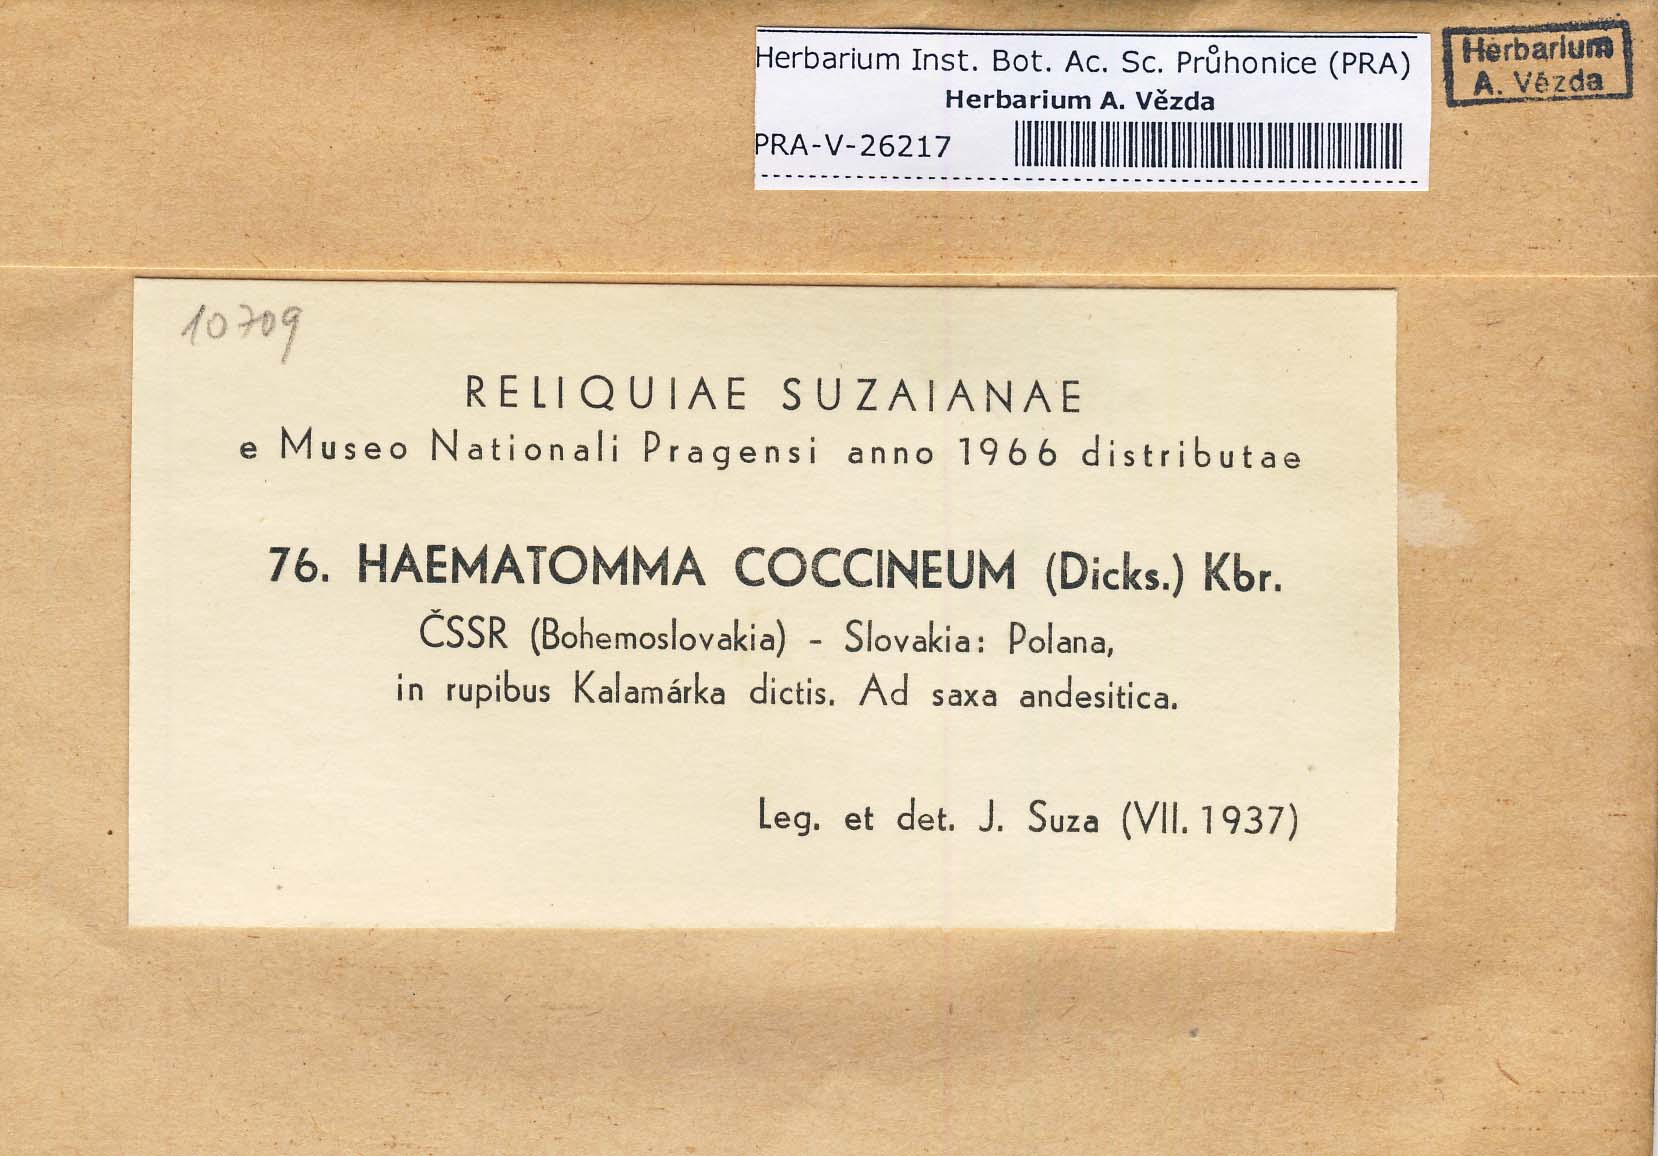 Herbarium Inst. Bot. Ac. Sc. Průhonice (PRA)
Herbarium A. Vězda
PRA-V-26217
Herbarium
A. Vězda
10709
RELIQUIAE SUZAIANAE
e Museo Nationali Pragensi anno 1966 distributae
76. HAEMATOMMA COCCINEUM (Dicks.) Kbr.
ČSSR (Bohemoslovakia) - Slovakia: Polana,
in rupibus Kalamárka dictis. Ad saxa andesitica.
Leg. et det. J. Suza (VII. 1937)